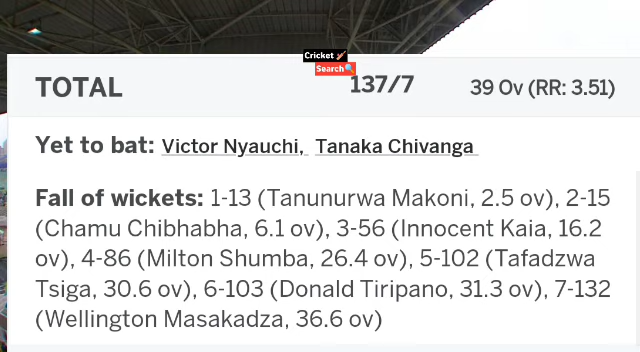 Cricket
Search
TOTAL 137/7 39 Ov (RR: 3.51)
Yet to bat: Victor Nyauchi, Tanaka Chivanga
Fall of wickets: 1-13 (Tanunurwa Makoni, 2.5 ov), 2-15
(Chamu Chibhabha, 6.1 ov), 3-56 (Innocent Kaia, 16.2
ov), 4-86 (Milton Shumba, 26.4 ov), 5-102 (Tafadzwa
Tsiga, 30.6 ov), 6-103 (Donald Tiripano, 31.3 ov), 7-132
(Wellington Masakadza, 36.6 ov)